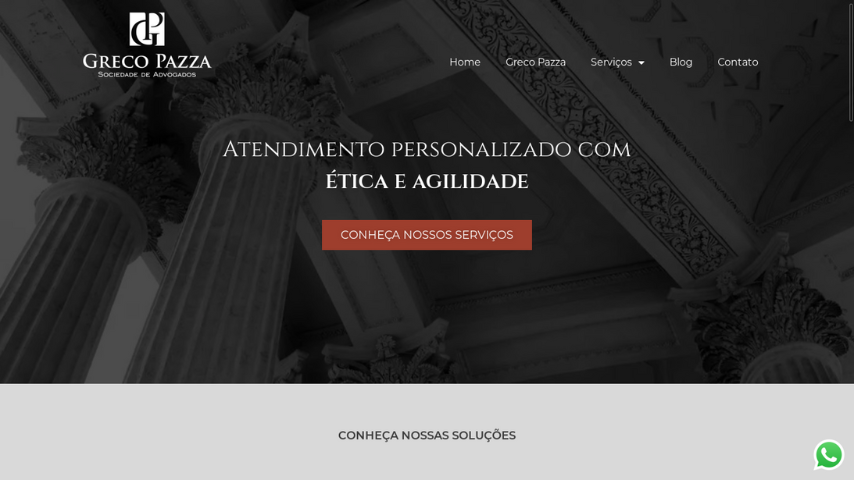 GP
GRECO PAZZA
SOCIEDADE DE ADVOGADOS
Home Greco Pazza Serviços Blog Contato
ATENDIMENTO PERSONALIZADO COM
ÉTICA E AGILIDADE
CONHEÇA NOSSOS SERVIÇOS
CONHEÇA NOSSAS SOLUÇÕES